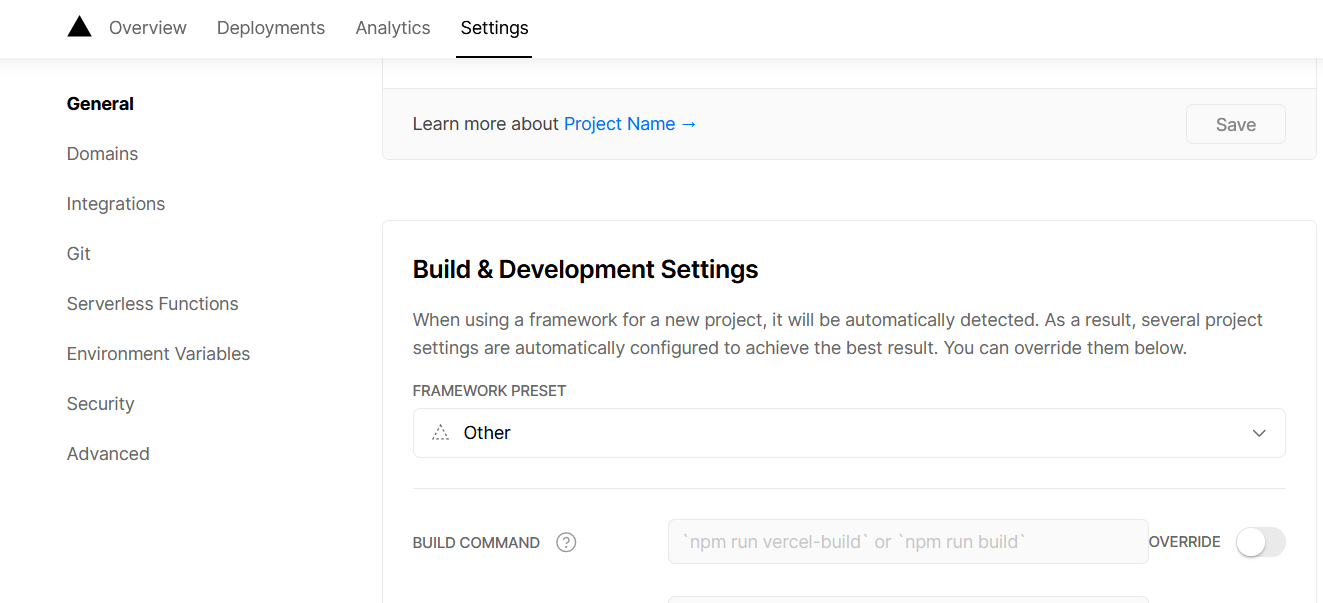 Overview Deployments Analytics Settings
General
Domains
Integrations
Git
Serverless Functions
Environment Variables
Security
Advanced
Learn more about Project Name →
Save
Build & Development Settings
When using a framework for a new project, it will be automatically detected. As a result, several project
settings are automatically configured to achieve the best result. You can override them below.
FRAMEWORK PRESET
Other
BUILD COMMAND ?
`npm run vercel-build` or `npm run build`
OVERRIDE